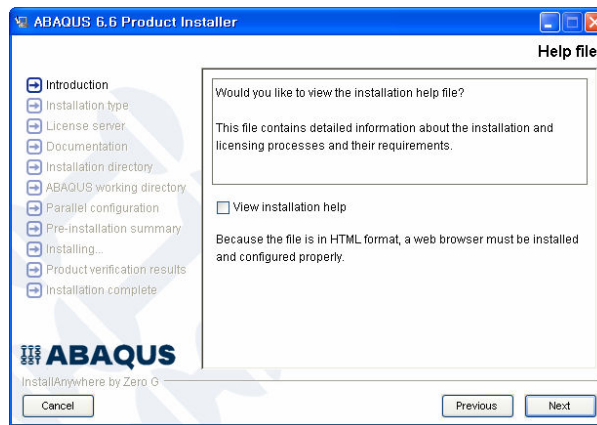 ABAQUS 6.6 Product Installer
Help file
Introduction
Installation type
License server
Documentation
Installation directory
ABAQUS working directory
Parallel configuration
Pre-installation summary
Installing...
Product verification results
Installation complete
Would you like to view the installation help file?
This file contains detailed information about the installation and
licensing processes and their requirements.
View installation help
Because the file is in HTML format, a web browser must be installed
and configured properly.
ABAQUS
InstallAnywhere by Zero G
Cancel
Previous
Next